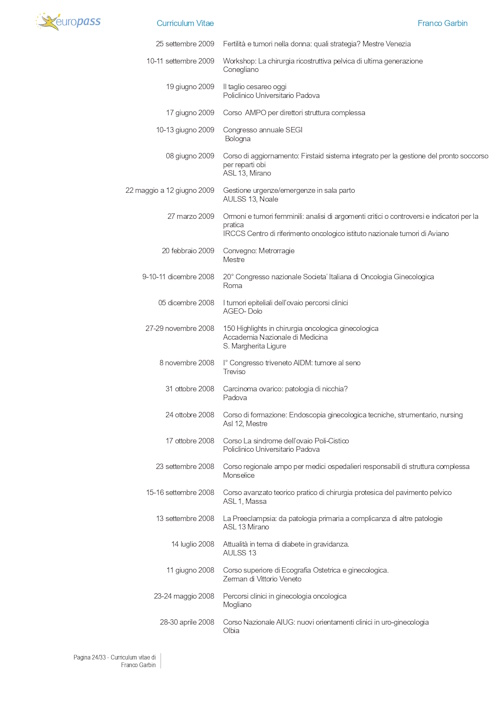 europass
Curriculum Vitae
Franco Garbin
25 settembre 2009 Fertilità e tumori nella donna: quali strategia? Mestre Venezia
10-11 settembre 2009 Workshop: La chirurgia ricostruttiva pelvica di ultima generazione
Conegliano
19 giugno 2009 Il taglio cesareo oggi
Policlinico Universitario Padova
17 giugno 2009 Corso AMPO per direttori struttura complessa
10-13 giugno 2009 Congresso annuale SEGI
Bologna
08 giugno 2009 Corso di aggiornamento: Firstaid sistema integrato per la gestione del pronto soccorso
per reparti obi
ASL 13, Mirano
22 maggio a 12 giugno 2009 Gestione urgenze/emergenze in sala parto
AULSS 13, Noale
27 marzo 2009 Ormoni e tumori femminili: analisi di argomenti critici o controversi e indicatori per la
pratica
IRCCS Centro di riferimento oncologico istituto nazionale tumori di Aviano
20 febbraio 2009 Convegno: Metrorragie
Mestre
9-10-11 dicembre 2008 20° Congresso nazionale Societa' Italiana di Oncologia Ginecologica
Roma
05 dicembre 2008 I tumori epiteliali dell'ovaio percorsi clinici
AGEO- Dolo
27-29 novembre 2008 150 Highlights in chirurgia oncologica ginecologica
Accademia Nazionale di Medicina
S. Margherita Ligure
8 novembre 2008 I° Congresso triveneto AIDM: tumore al seno
Treviso
31 ottobre 2008 Carcinoma ovarico: patologia di nicchia?
Padova
24 ottobre 2008 Corso di formazione: Endoscopia ginecologica tecniche, strumentario, nursing
Asl 12, Mestre
17 ottobre 2008 Corso La sindrome dell'ovaio Poli-Cistico
Policlinico Universitario Padova
23 settembre 2008 Corso regionale ampo per medici ospedalieri responsabili di struttura complessa
Monselice
15-16 settembre 2008 Corso avanzato teorico pratico di chirurgia protesica del pavimento pelvico
ASL 1, Massa
13 settembre 2008 La Preeclampsia: da patologia primaria a complicanza di altre patologie
ASL 13 Mirano
14 luglio 2008 Attualità in tema di diabete in gravidanza.
AULSS 13
11 giugno 2008 Corso superiore di Ecografia Ostetrica e ginecologica.
Zerman di Vittorio Veneto
23-24 maggio 2008 Percorsi clinici in ginecologia oncologica
Mogliano
28-30 aprile 2008 Corso Nazionale AIUG: nuovi orientamenti clinici in uro-ginecologia
Olbia
Pagina 24/33 - Curriculum vitae di
Franco Garbin